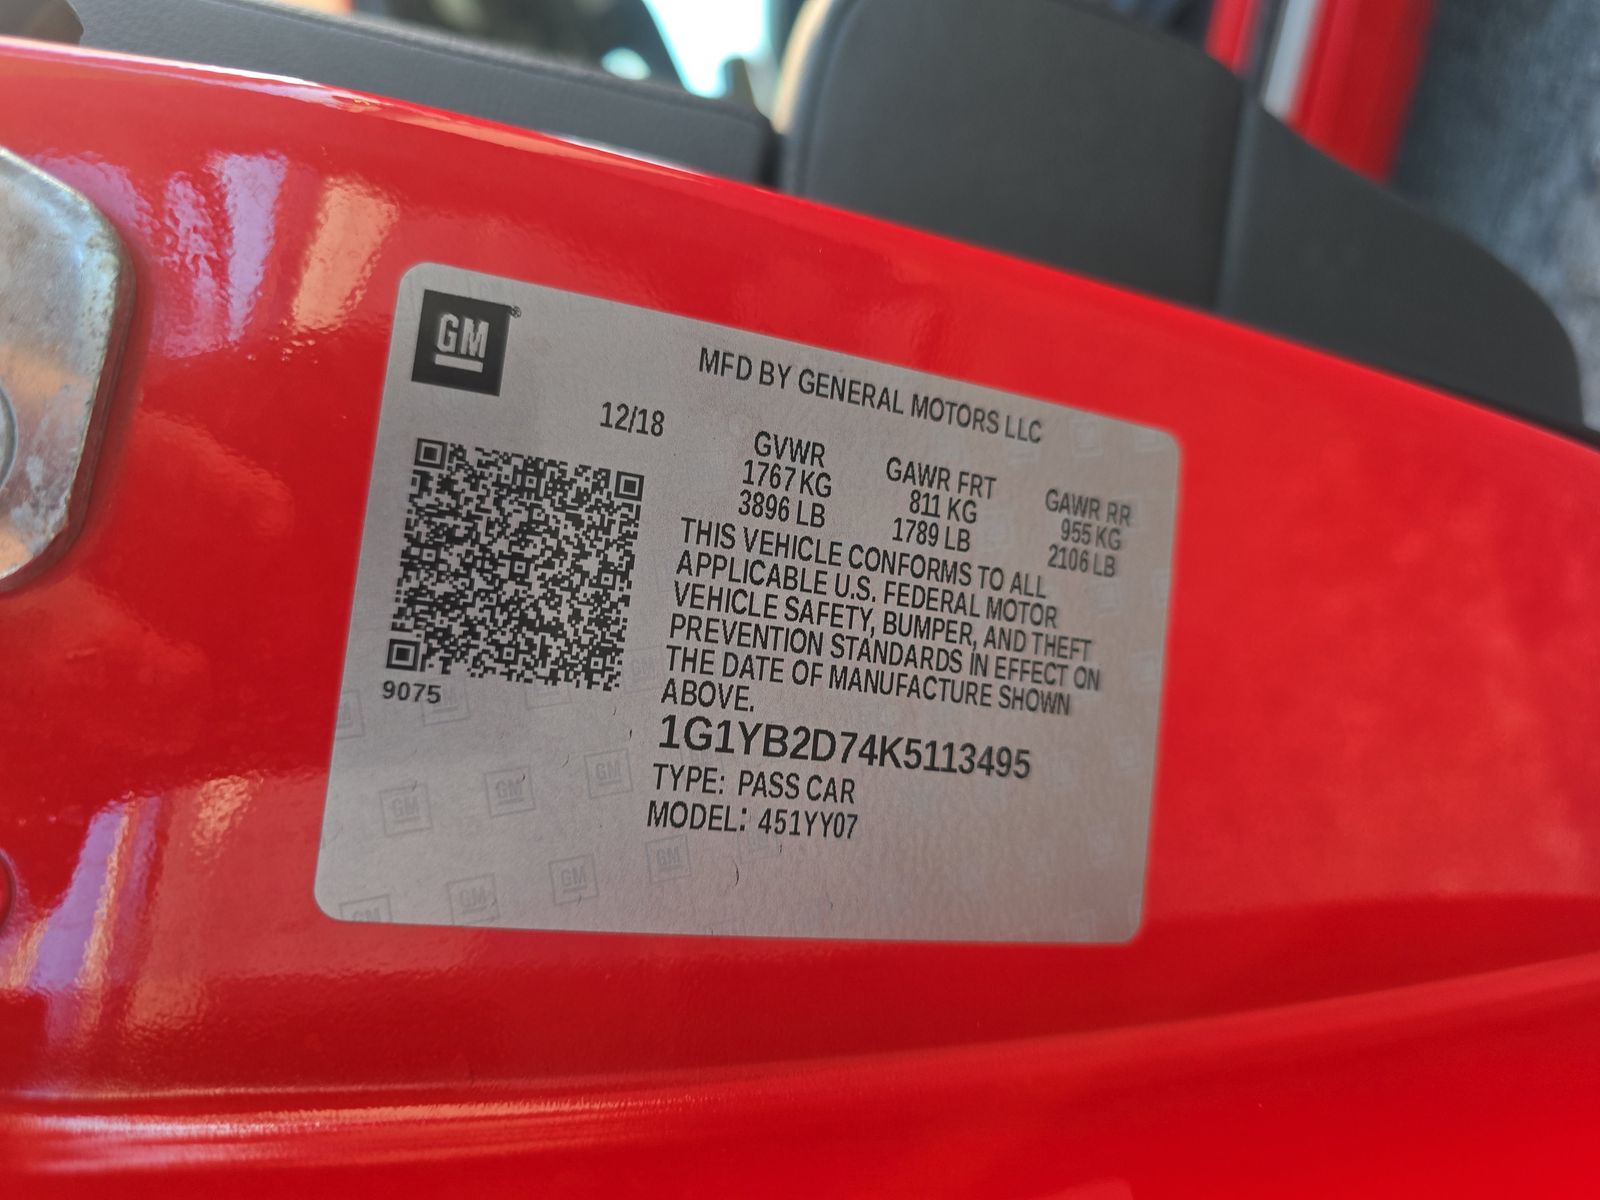 GM
MFD BY GENERAL MOTORS LLC
12/18
GVWR GAWR FRT GAWR RR
1767 KG 811 KG 955 KG
3896 LB 1789 LB 2106 LB
THIS VEHICLE CONFORMS TO ALL
APPLICABLE U.S. FEDERAL MOTOR
VEHICLE SAFETY, BUMPER, AND THEFT
PREVENTION STANDARDS IN EFFECT ON
THE DATE OF MANUFACTURE SHOWN
ABOVE.
9075
1G1YB2D74K5113495
TYPE: PASS CAR
MODEL: 451YY07